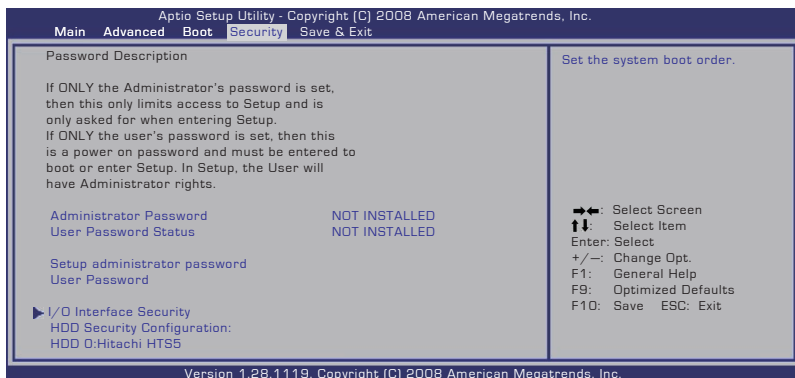 Aptio Setup Utility - Copyright (C) 2008 American Megatrends, Inc.
Main Advanced Boot Security Save & Exit
Password Description
If ONLY the Administrator's password is set,
then this only limits access to Setup and is
only asked for when entering Setup.
If ONLY the user's password is set, then this
is a power on password and must be entered to
boot or enter Setup. In Setup, the User will
have Administrator rights.
Administrator Password NOT INSTALLED
User Password Status NOT INSTALLED
Setup administrator password
User Password
I/O Interface Security
HDD Security Configuration:
HDD 0:Hitachi HTS5
Set the system boot order.
→←: Select Screen
↑↓: Select Item
Enter: Select
+/−: Change Opt.
F1: General Help
F9: Optimized Defaults
F10: Save ESC: Exit
Version 1.28.1119. Copyright (C) 2008 American Megatrends, Inc.